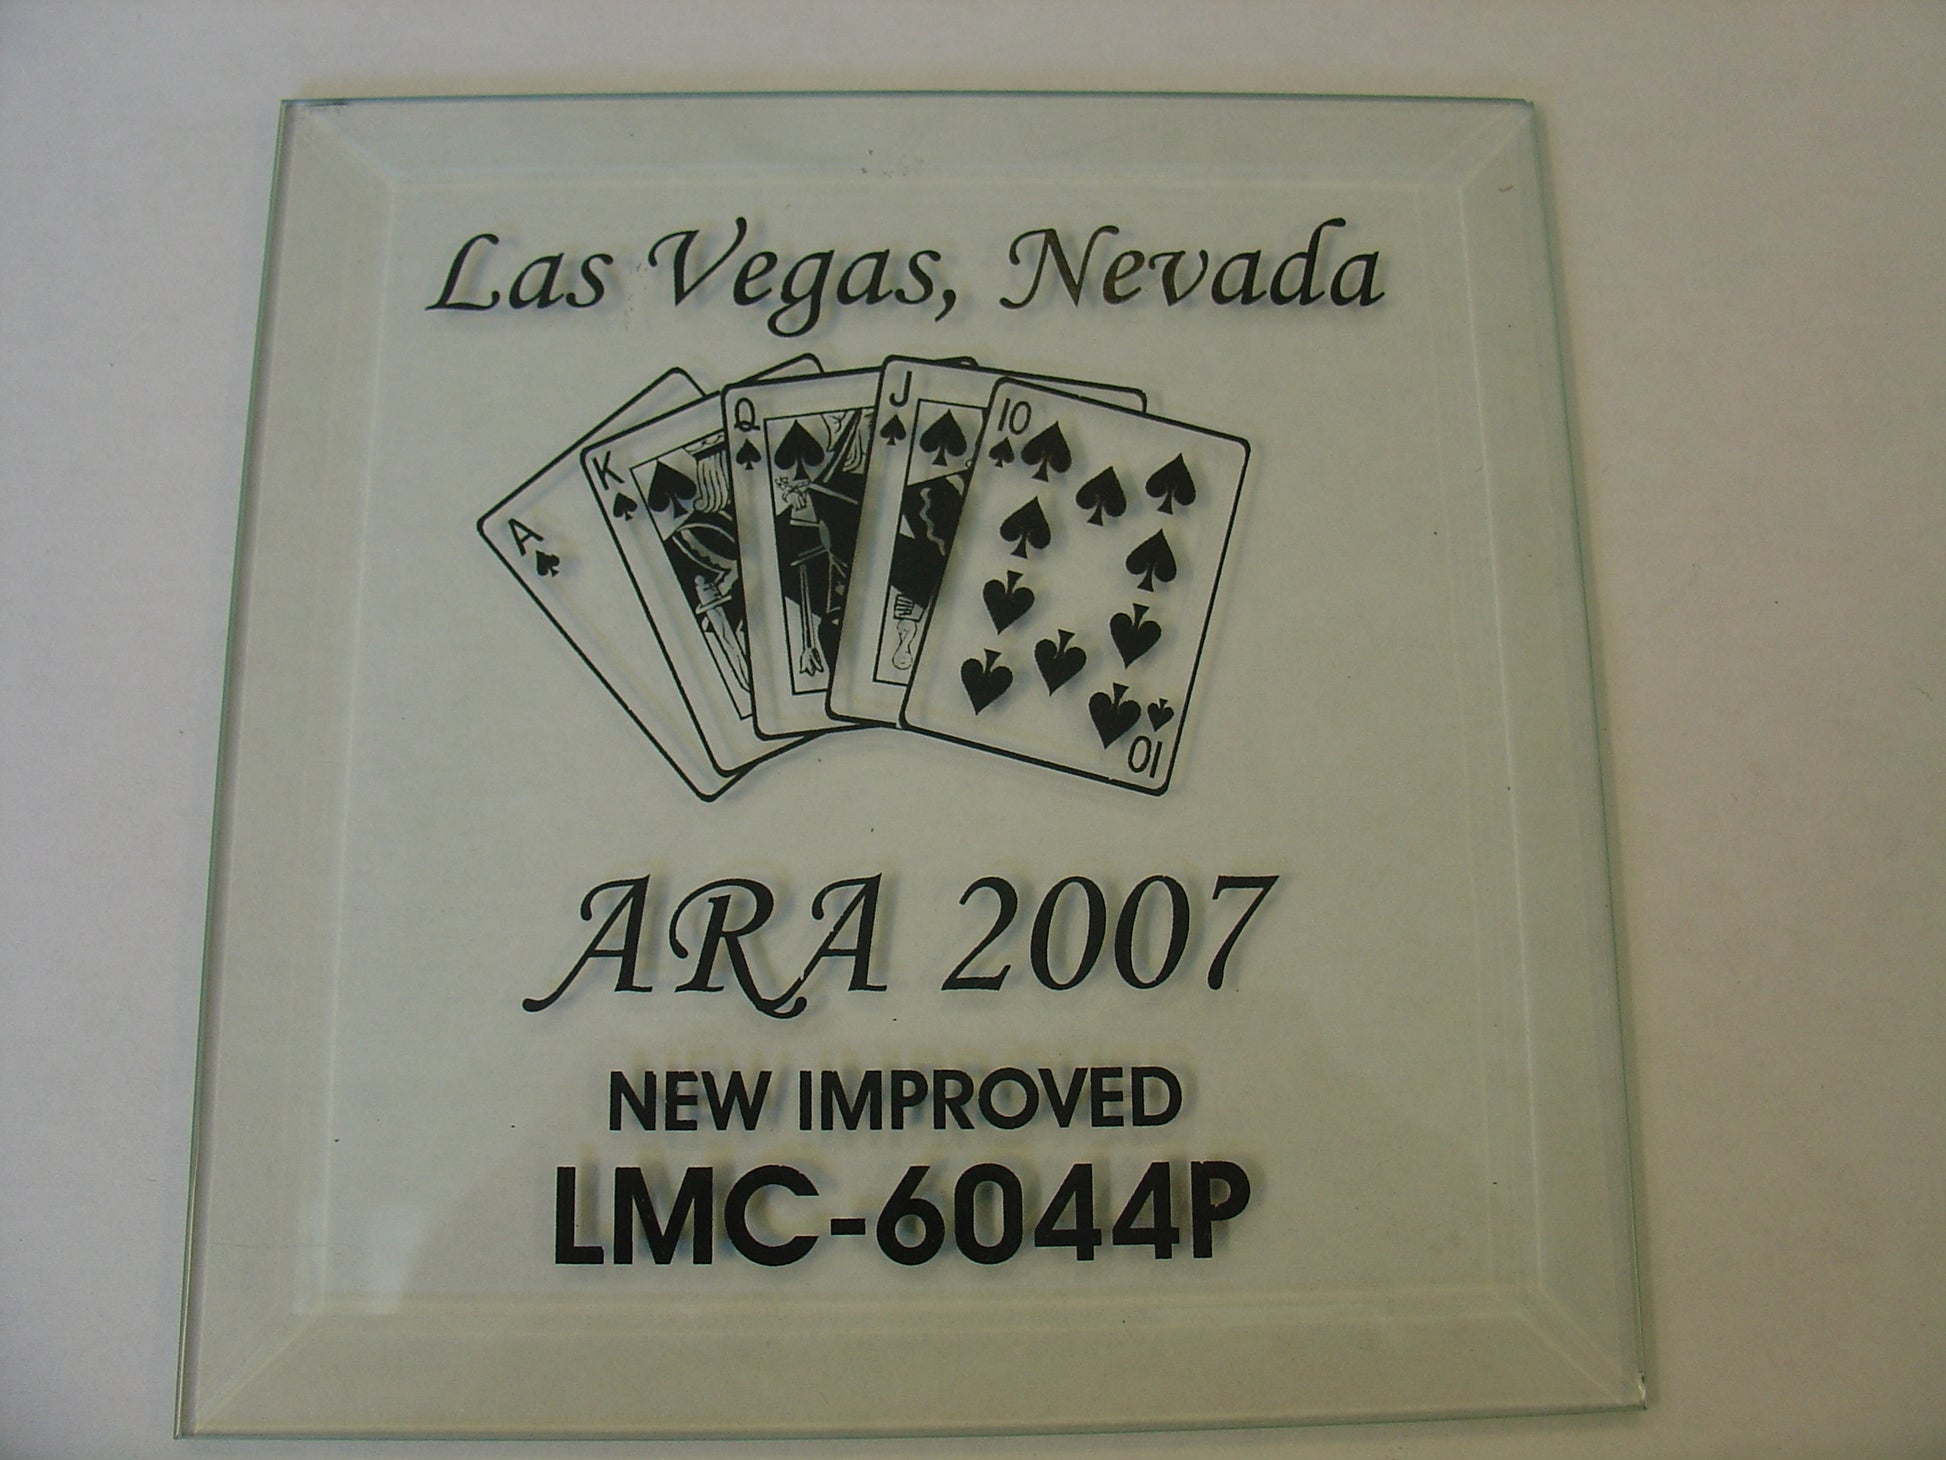 Las Vegas, Nevada
A
K
Q
J
10
10
ARA 2007
NEW IMPROVED
LMC-6044P